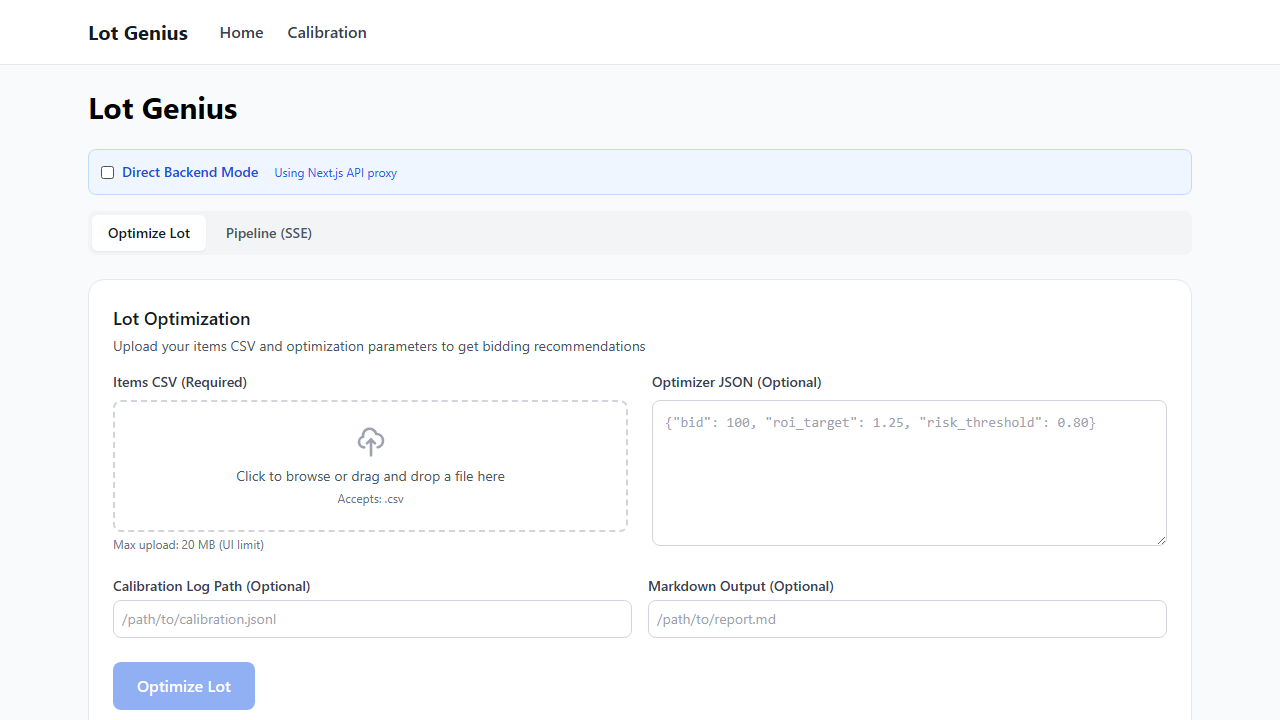 Lot Genius
Home
Calibration
Lot Genius
Direct Backend Mode
Using Next.js API proxy
Optimize Lot
Pipeline (SSE)
Lot Optimization
Upload your items CSV and optimization parameters to get bidding recommendations
Items CSV (Required)
Click to browse or drag and drop a file here
Accepts: .csv
Max upload: 20 MB (UI limit)
Optimizer JSON (Optional)
{"bid": 100, "roi_target": 1.25, "risk_threshold": 0.80}
Calibration Log Path (Optional)
/path/to/calibration.jsonl
Markdown Output (Optional)
/path/to/report.md
Optimize Lot